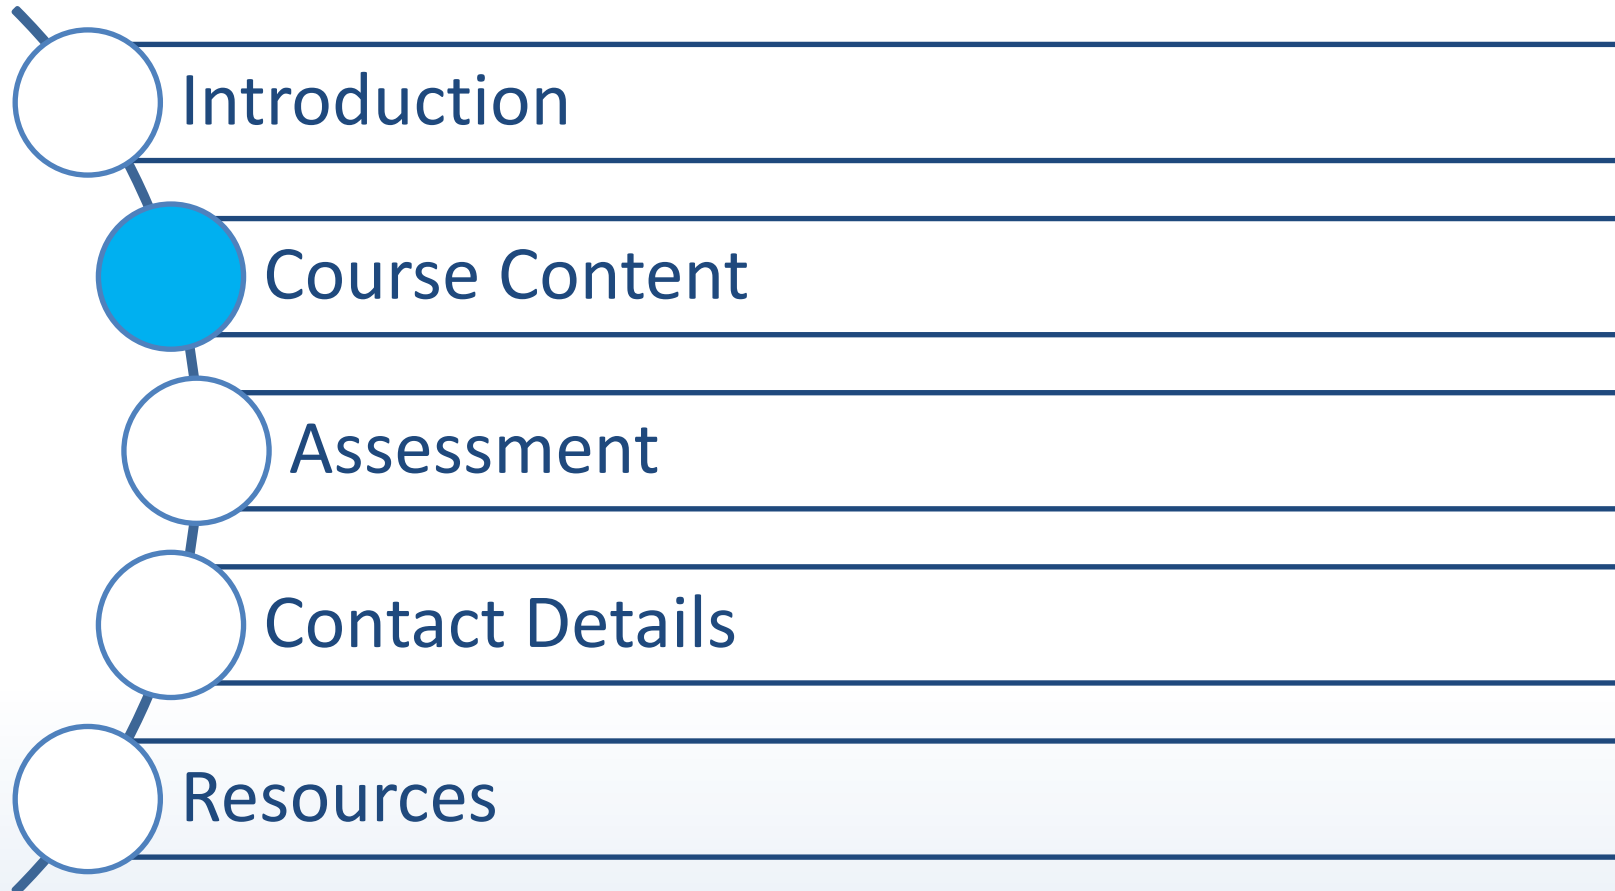 Introduction
Course Content
Assessment
Contact Details
Resources